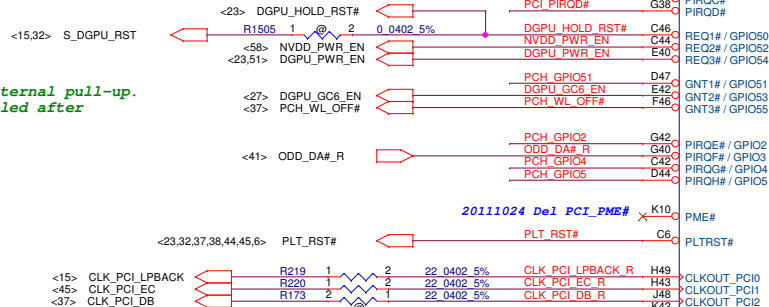 PCI_PIRQD# G38 PIRQC#
PIRQD#
<23> DGPU_HOLD_RST#
<15,32> S_DGPU_RST R1505 1 @ 2 0_0402_5% DGPU_HOLD_RST# C46 REQ1# / GPIO50
<58> NVDD_PWR_EN NVDD_PWR_EN C44 REQ2# / GPIO52
<23,51> DGPU_PWR_EN DGPU_PWR_EN E40 REQ3# / GPIO54
ternal pull-up.
led after
PCH_GPIO51 D47 GNT1# / GPIO51
<27> DGPU_GC6_EN DGPU_GC6_EN E42 GNT2# / GPIO53
<37> PCH_WL_OFF# PCH_WL_OFF# F46 GNT3# / GPIO55
PCH_GPIO2 G42 PIRQE# / GPIO2
<41> ODD_DA#_R ODD_DA#_R G40 PIRQF# / GPIO3
PCH_GPIO4 C42 PIRQG# / GPIO4
PCH_GPIO5 D44 PIRQH# / GPIO5
20111024 Del PCI_PME# K10 PME#
<23,32,37,38,44,45,6> PLT_RST# PLT_RST# C6 PLTRST#
<15> CLK_PCI_LPBACK R219 1 2 22_0402_5% CLK_PCI_LPBACK_R H49 CLKOUT_PCI0
<45> CLK_PCI_EC R220 1 2 22_0402_5% CLK_PCI_EC_R H43 CLKOUT_PCI1
<37> CLK_PCI_DB R173 2 1 22_0402_5% CLK_PCI_DB_R J48 CLKOUT_PCI2
@ K42